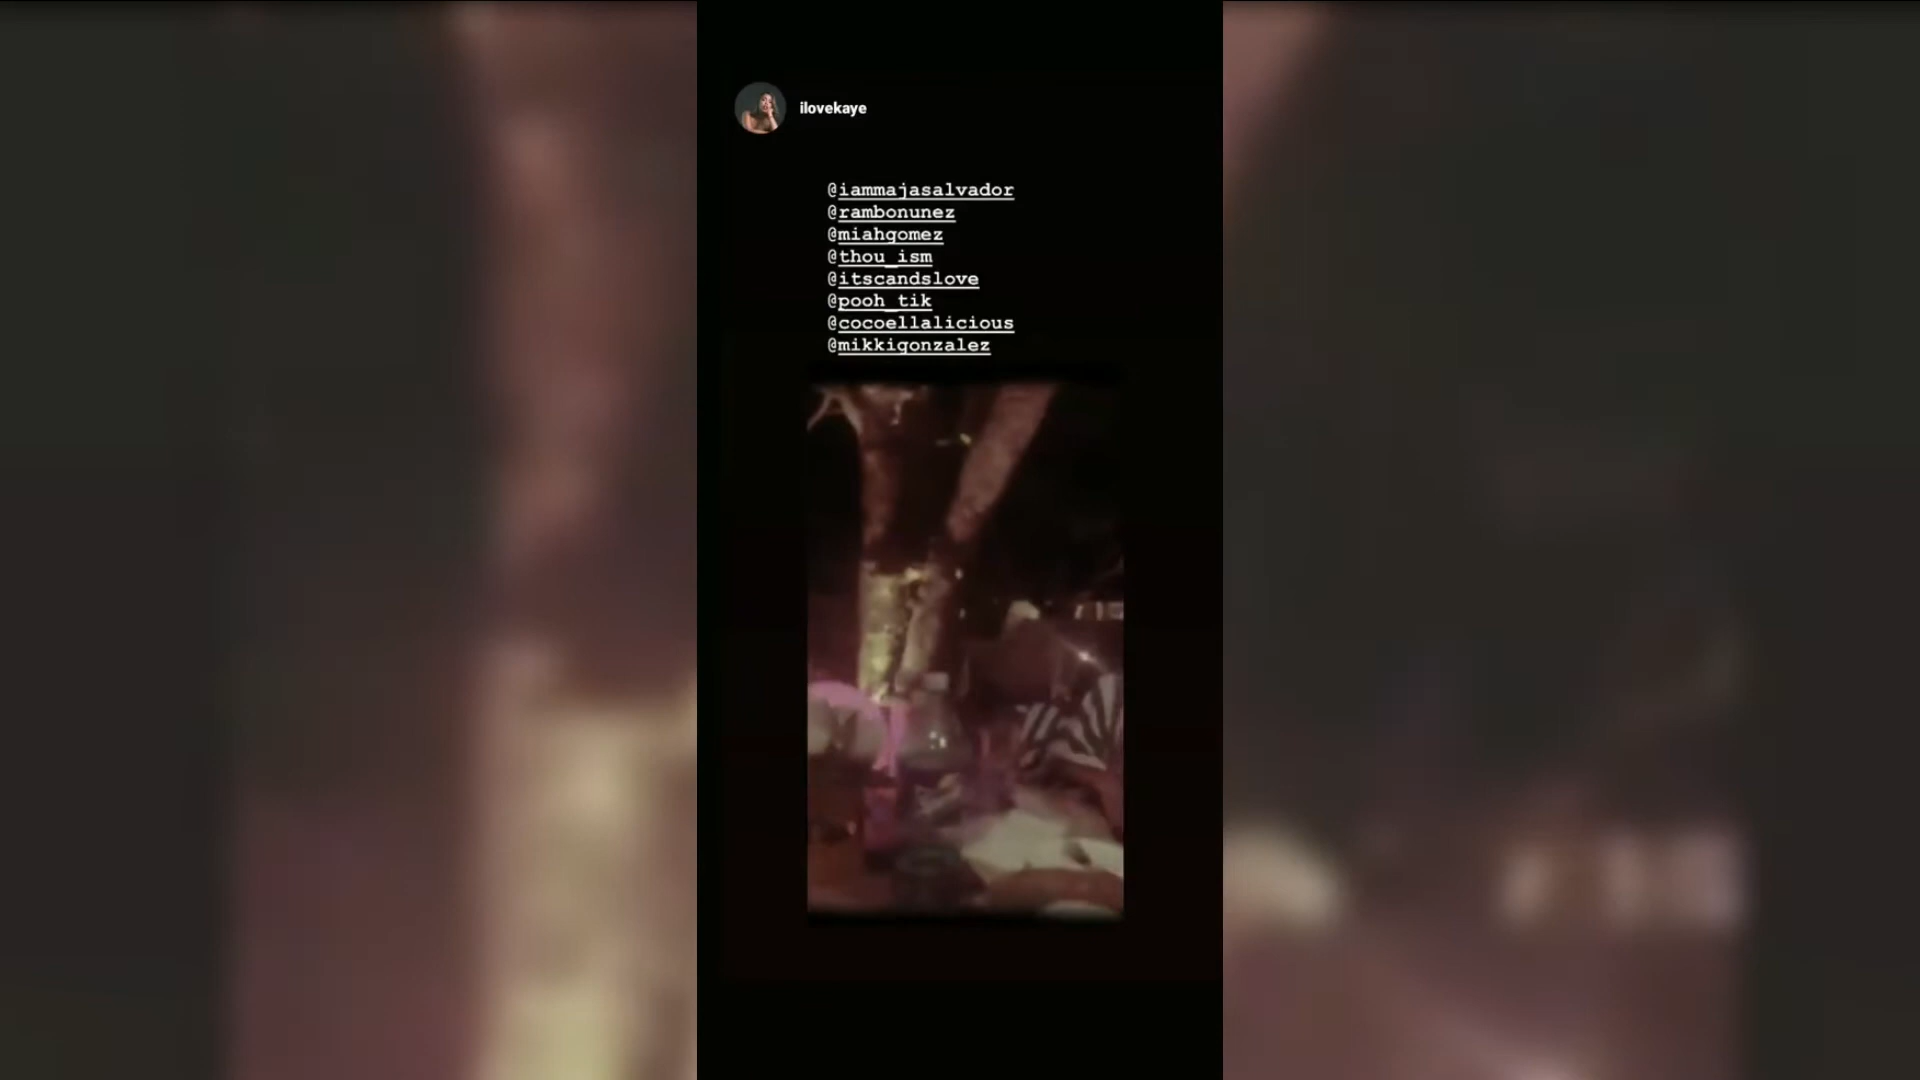 ilovekaye
@iammajasalvador
@rambonunez
@miahgomez
@thou_ism
@itscandslove
@pooh_tik
@cocoellalicious
@mikkigonzalez